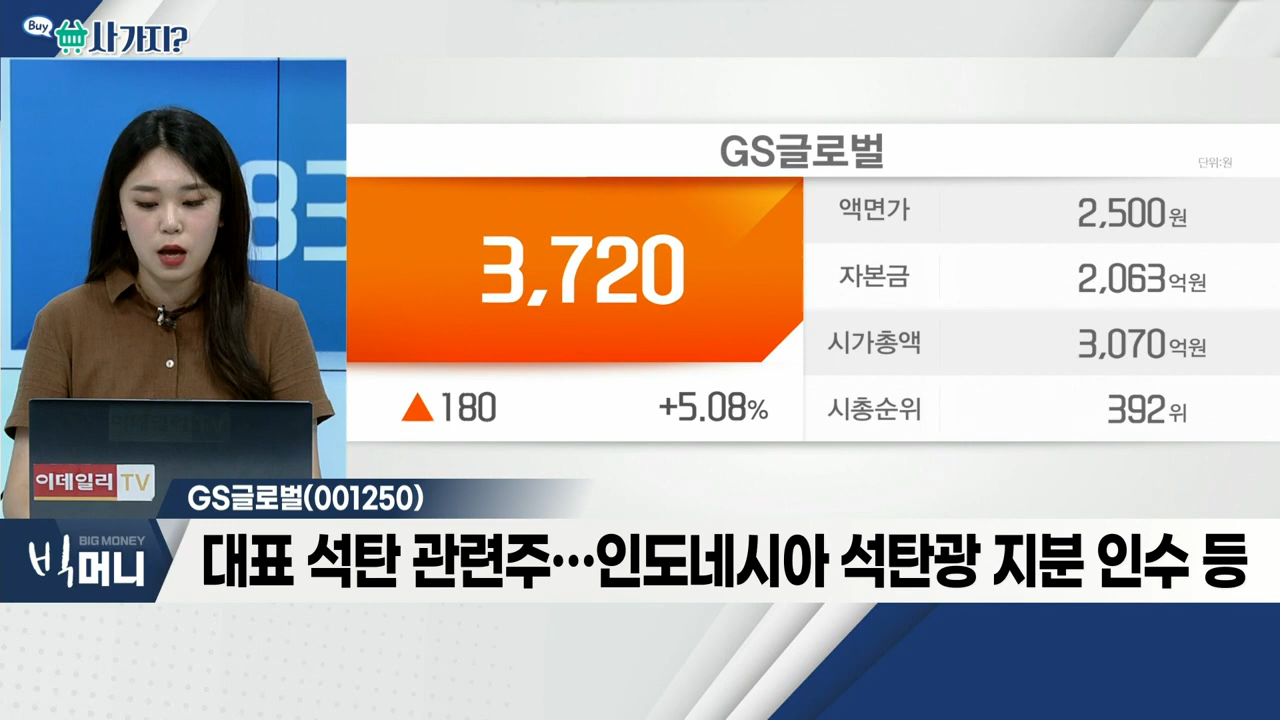 Buy
사가지?
83
GS글로벌
단위:원
3,720
▲180 +5.08%
액면가 2,500원
자본금 2,063억원
시가총액 3,070억원
시총순위 392위
이데일리TV
GS글로벌(001250)
BIG MONEY
빅머니
대표 석탄 관련주…인도네시아 석탄광 지분 인수 등